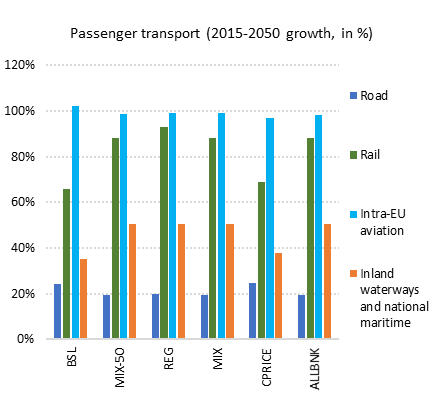 Passenger transport (2015-2050 growth, in %)
120%
100%
80%
60%
40%
20%
0%
BSL
MIX-50
REG
MIX
CPRICE
ALLBNK
Road
Rail
Intra-EU
aviation
Inland
waterways
and national
maritime